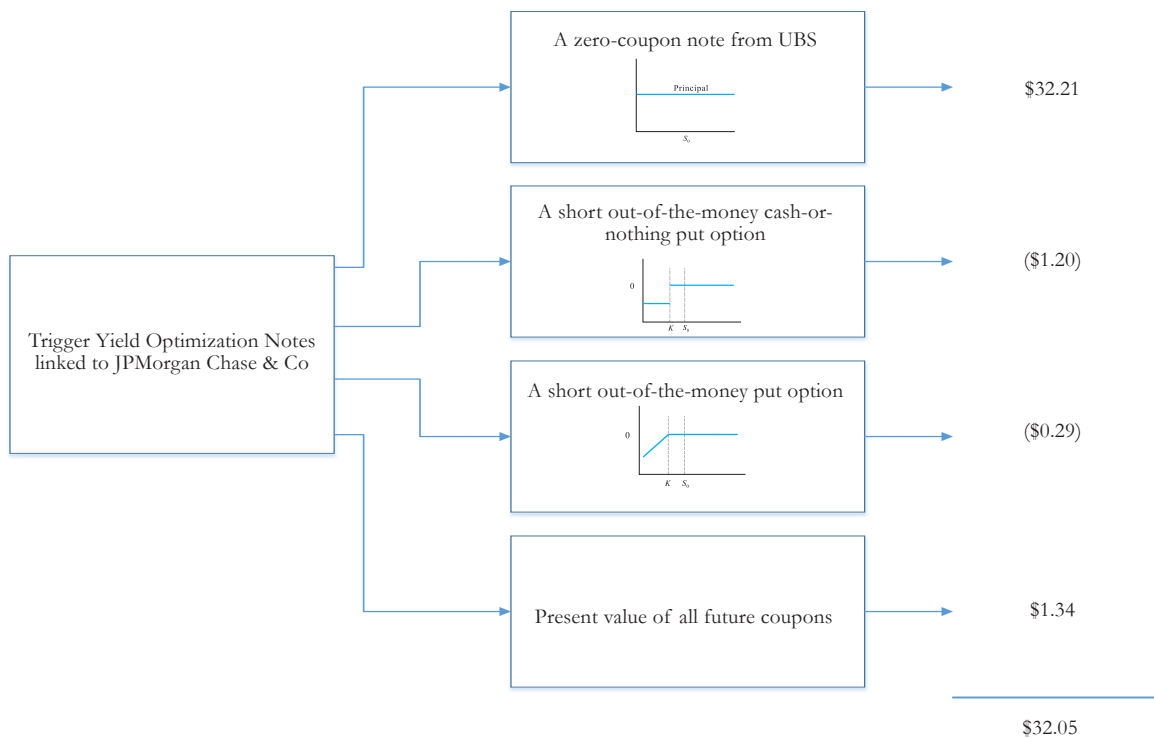 A zero-coupon note from UBS
Principal
S₀
$32.21
A short out-of-the-money cash-or-
nothing put option
0
K S₀
($1.20)
Trigger Yield Optimization Notes
linked to JPMorgan Chase & Co
A short out-of-the-money put option
0
K S₀
($0.29)
Present value of all future coupons
$1.34
$32.05